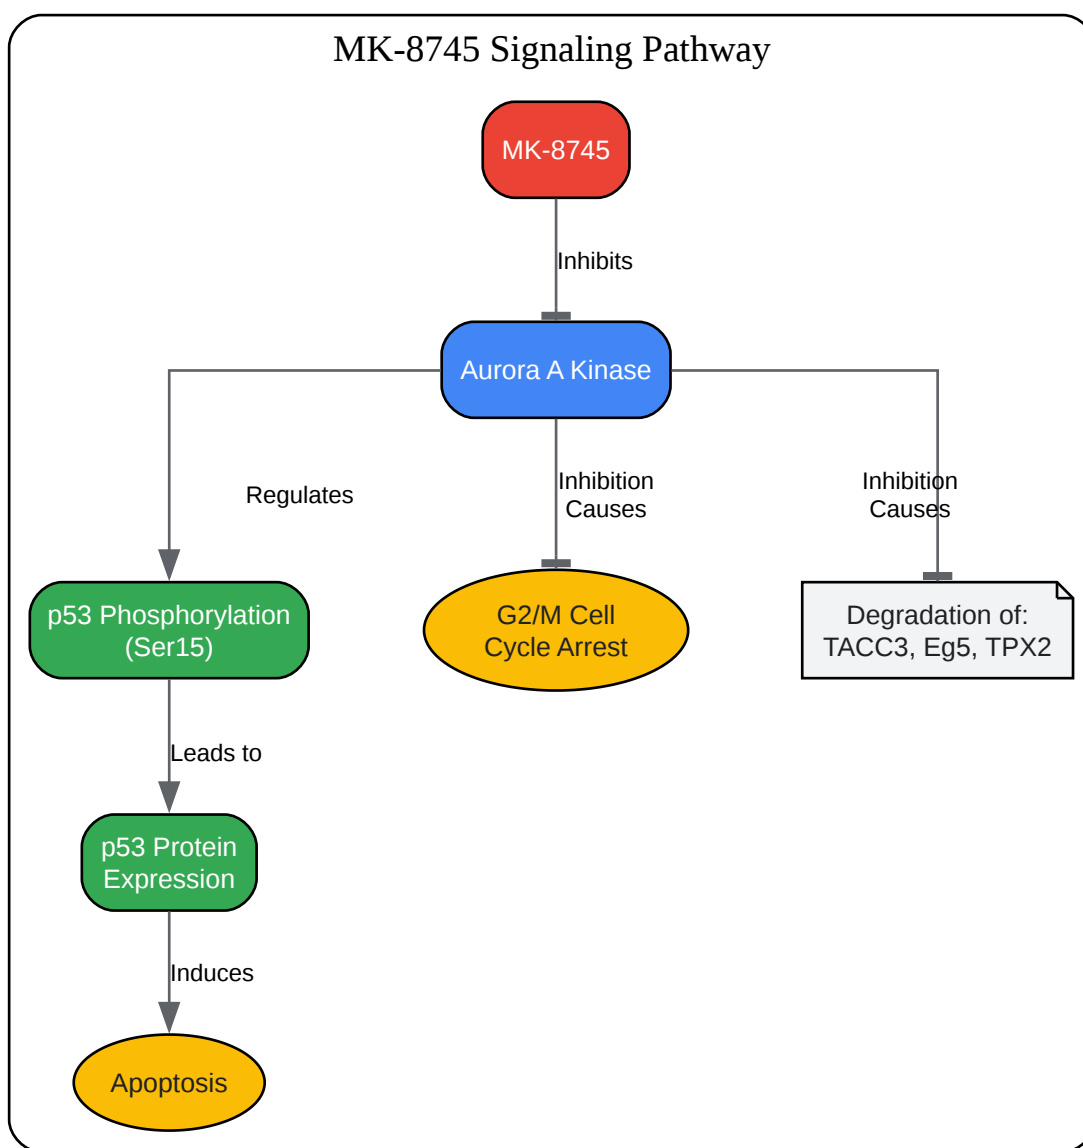 MK-8745 Signaling Pathway
MK-8745
Inhibits
Aurora A Kinase
Regulates
Inhibition
Causes
Inhibition
Causes
p53 Phosphorylation
(Ser15)
G2/M Cell
Cycle Arrest
Degradation of:
TACC3, Eg5, TPX2
Leads to
p53 Protein
Expression
Induces
Apoptosis